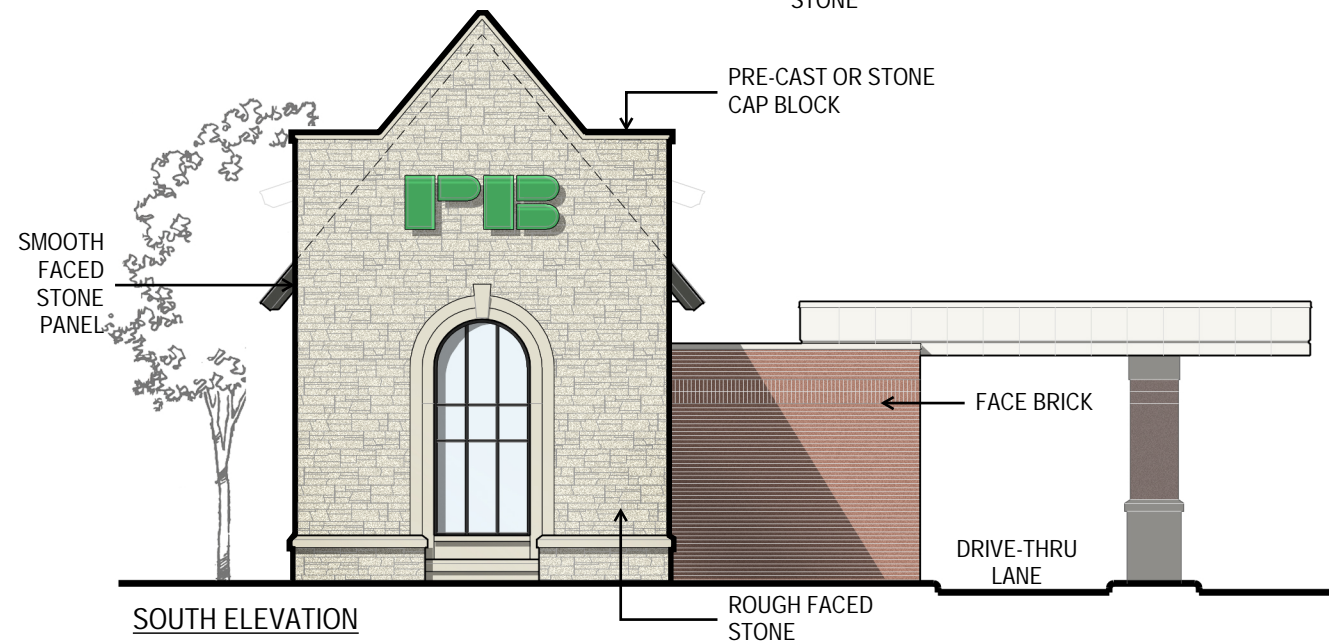 STONE
PRE-CAST OR STONE
CAP BLOCK
PB
SMOOTH
FACED
STONE
PANEL
FACE BRICK
DRIVE-THRU
LANE
ROUGH FACED
STONE
SOUTH ELEVATION